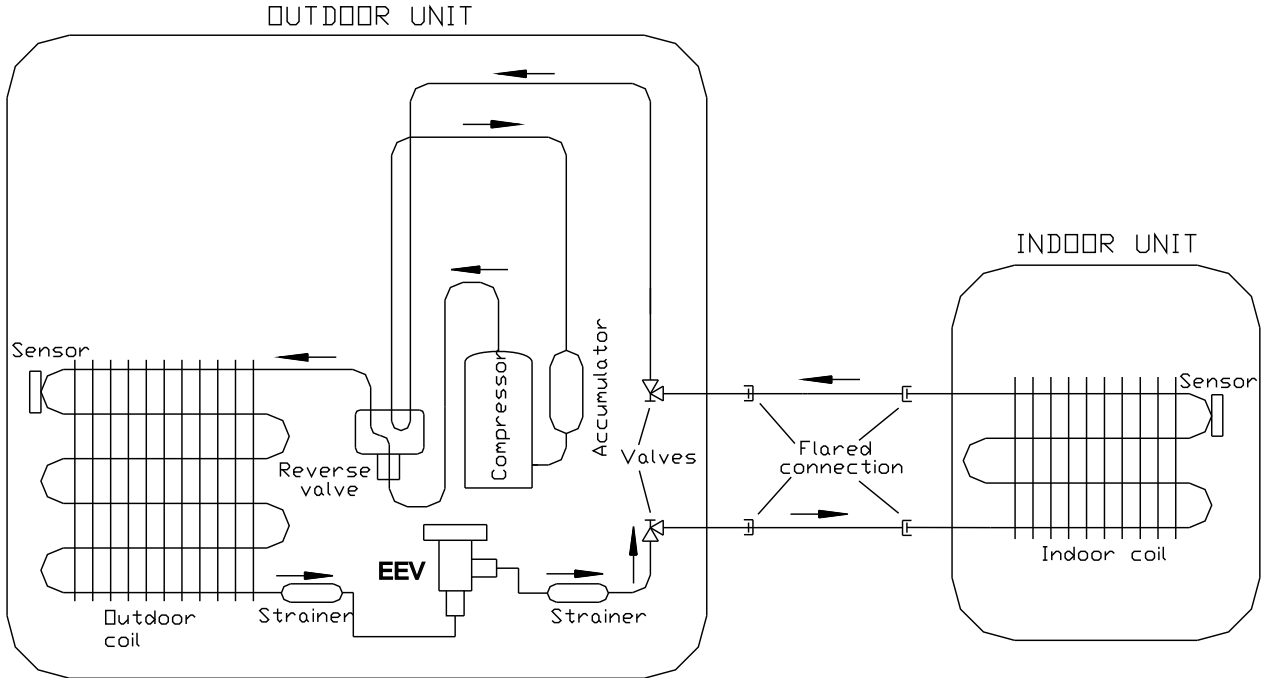 OUTDOOR UNIT
INDOOR UNIT
Sensor
Compressor
Accumulator
Sensor
Reverse
valve
Valves
Flared
connection
EEV
Indoor coil
Outdoor
coil
Strainer
Strainer